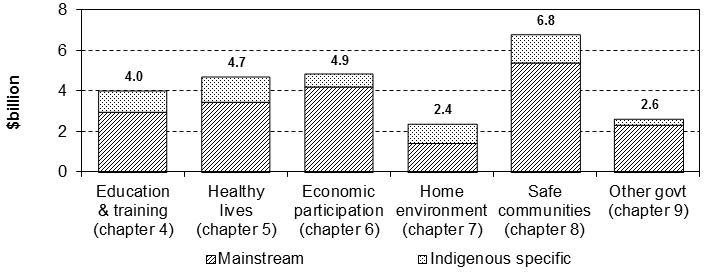 8
6
4
2
0
$billion
4.0
4.7
4.9
2.4
6.8
2.6
Education
& training
(chapter 4)
Healthy
lives
(chapter 5)
Economic
participation
(chapter 6)
Home
environment
(chapter 7)
Safe
communities
(chapter 8)
Other govt
(chapter 9)
Mainstream
Indigenous specific